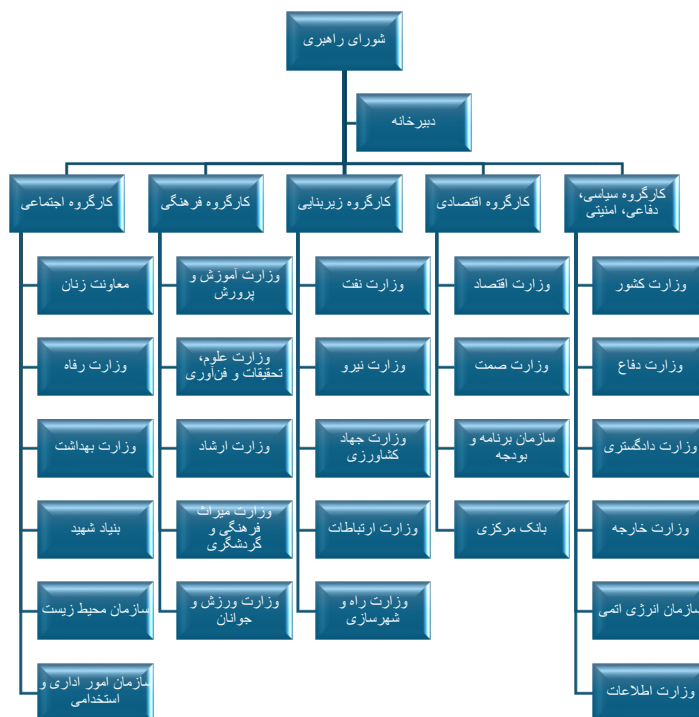 شورای راهبری
دبیرخانه
کارگروه سیاسی،
دفاعی، امنیتی
کارگروه اقتصادی
کارگروه زیربنایی
کارگروه فرهنگی
کارگروه اجتماعی
وزارت کشور
وزارت دفاع
وزارت دادگستری
وزارت خارجه
سازمان انرژی اتمی
وزارت اطلاعات
وزارت اقتصاد
وزارت صمت
سازمان برنامه و
بودجه
بانک مرکزی
وزارت نفت
وزارت نیرو
وزارت جهاد
کشاورزی
وزارت ارتباطات
وزارت راه و
شهرسازی
وزارت آموزش و
پرورش
وزارت علوم،
تحقیقات و فن‌آوری
وزارت ارشاد
وزارت میراث
فرهنگی و
گردشگری
وزارت ورزش و
جوانان
معاونت زنان
وزارت رفاه
وزارت بهداشت
بنیاد شهید
سازمان محیط زیست
سازمان امور اداری و
استخدامی